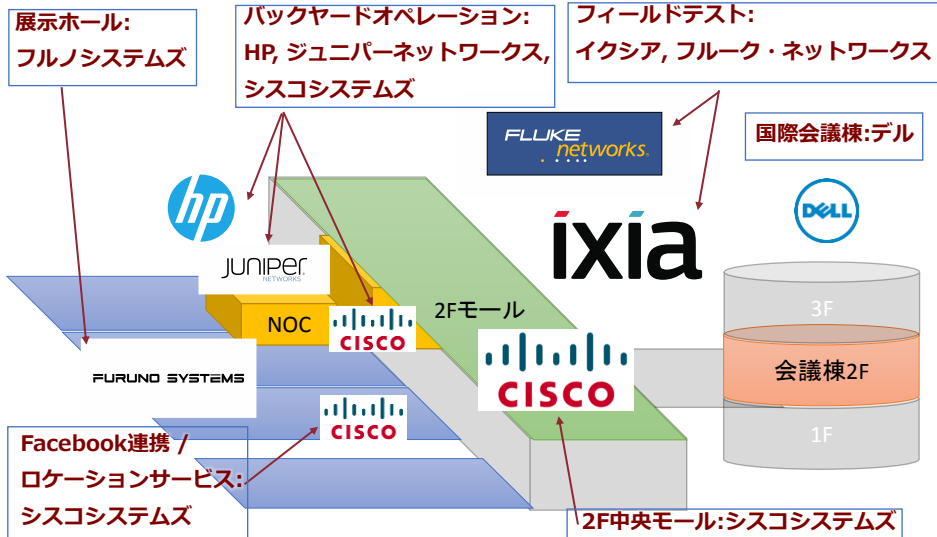 展示ホール:
フルノシステムズ
バックヤードオペレーション:
HP, ジュニパーネットワークス,
シスコシステムズ
フィールドテスト:
イクシア, フルーク・ネットワークス
FLUKE
networks®
国際会議棟:デル
hp
DELL
ixia
JUNIPEr
NETWORKS
NOC
2Fモール
CISCO
3F
会議棟2F
1F
FURUNO SYSTEMS
CISCO
CISCO
Facebook連携 /
ロケーションサービス:
シスコシステムズ
2F中央モール:シスコシステムズ